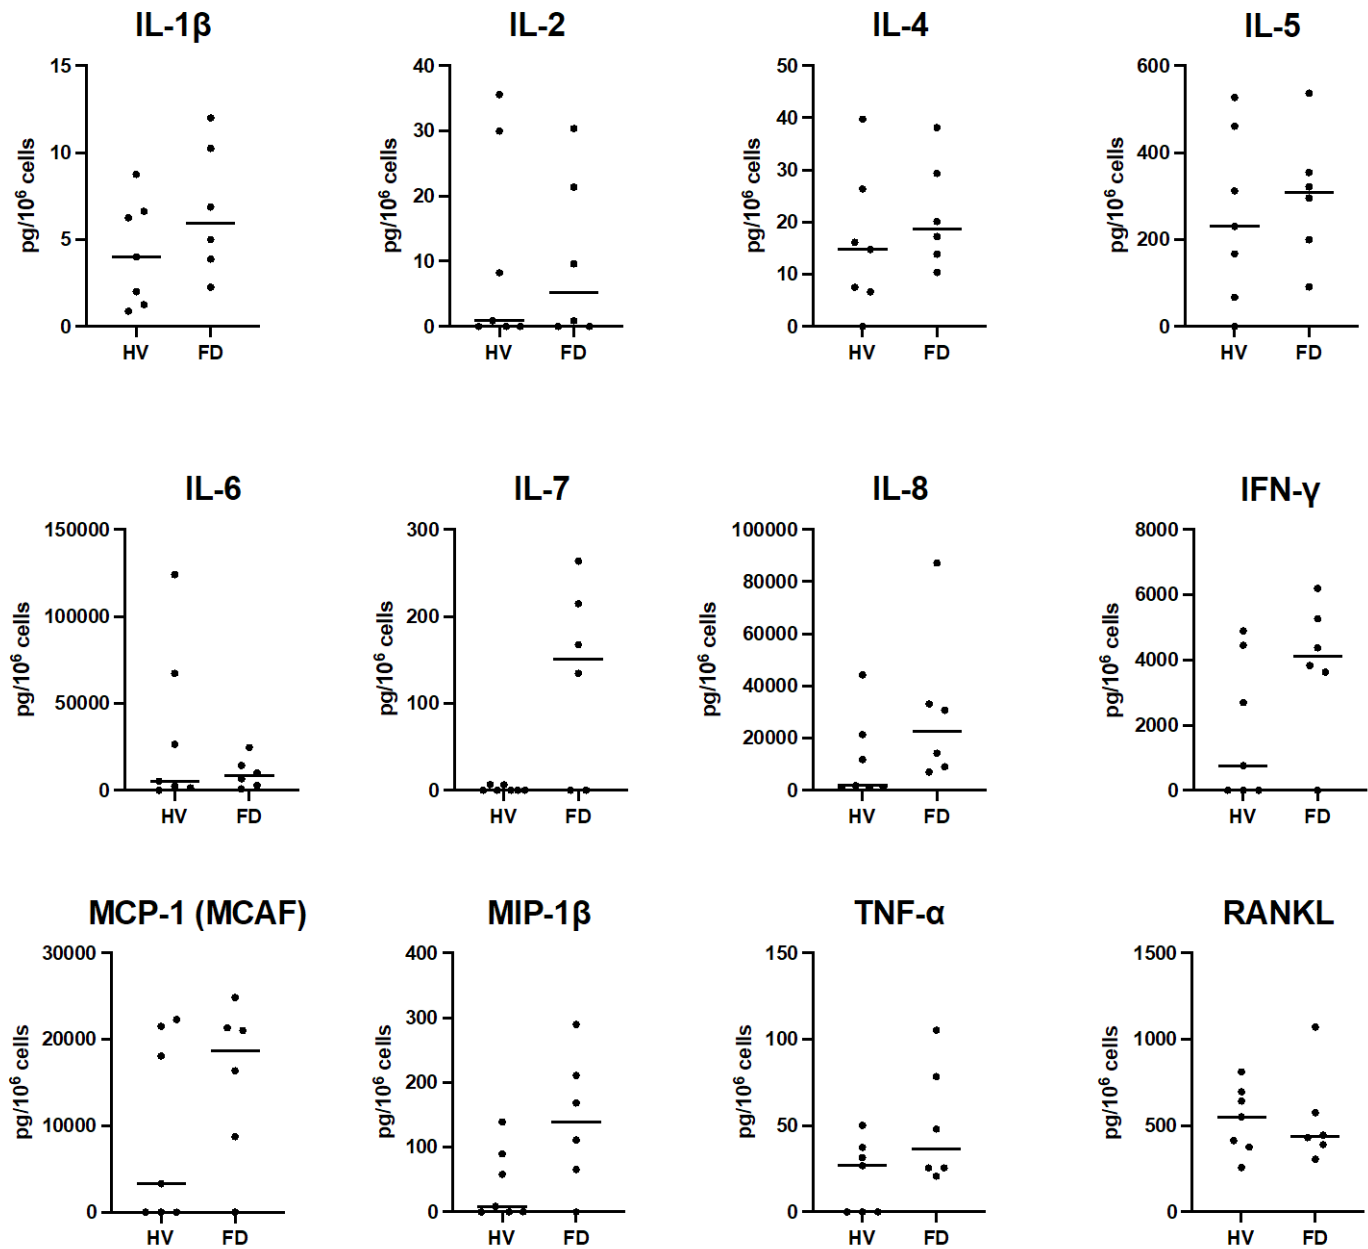 IL-1β
15
10
5
0
pg/10⁶ cells
HV FD
IL-2
40
30
20
10
0
pg/10⁶ cells
HV FD
IL-4
50
40
30
20
10
0
pg/10⁶ cells
HV FD
IL-5
600
400
200
0
pg/10⁶ cells
HV FD
IL-6
150000
100000
50000
0
pg/10⁶ cells
HV FD
IL-7
300
200
100
0
pg/10⁶ cells
HV FD
IL-8
100000
80000
60000
40000
20000
0
pg/10⁶ cells
HV FD
IFN-γ
8000
6000
4000
2000
0
pg/10⁶ cells
HV FD
MCP-1 (MCAF)
30000
20000
10000
0
pg/10⁶ cells
HV FD
MIP-1β
400
300
200
100
0
pg/10⁶ cells
HV FD
TNF-α
150
100
50
0
pg/10⁶ cells
HV FD
RANKL
1500
1000
500
0
pg/10⁶ cells
HV FD